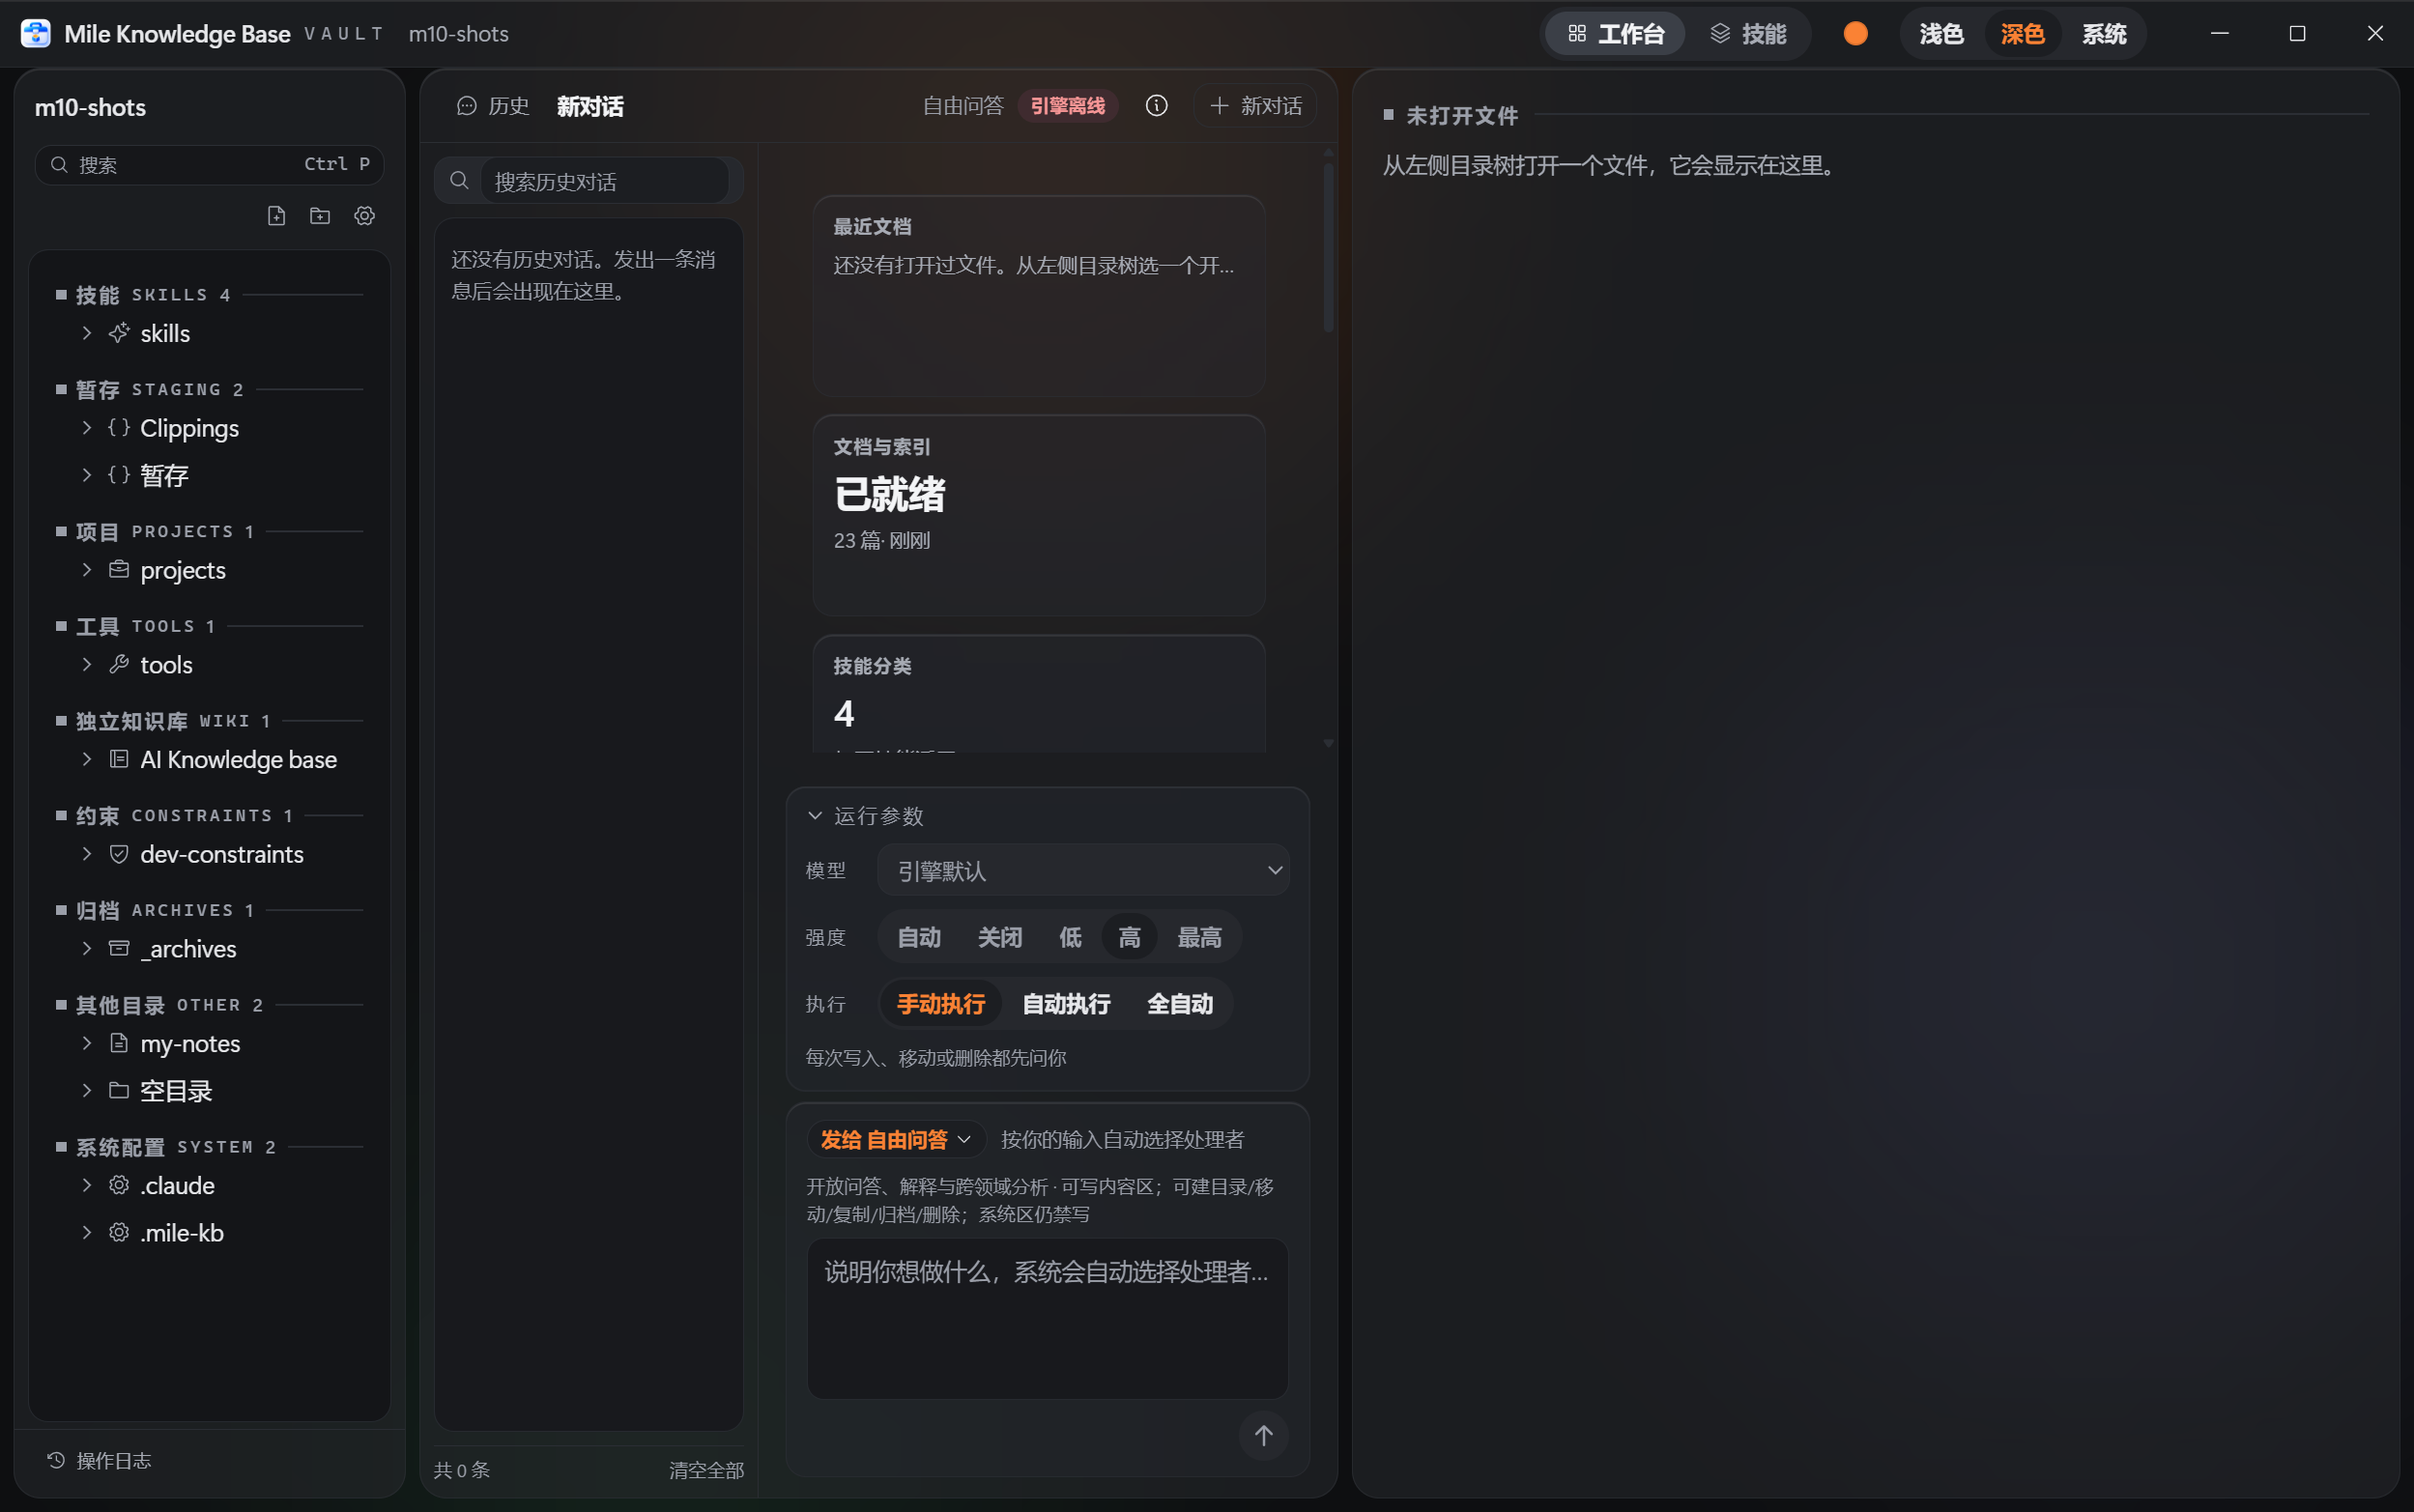 Mile Knowledge Base VAULT m10-shots
工作台 技能 浅色 深色 系统
m10-shots
搜索 Ctrl P
技能 SKILLS 4
skills
暂存 STAGING 2
Clippings
暂存
项目 PROJECTS 1
projects
工具 TOOLS 1
tools
独立知识库 WIKI 1
AI Knowledge base
约束 CONSTRAINTS 1
dev-constraints
归档 ARCHIVES 1
_archives
其他目录 OTHER 2
my-notes
空目录
系统配置 SYSTEM 2
.claude
.mile-kb
操作日志
历史 新对话 自由问答 引擎离线 新对话
搜索历史对话
还没有历史对话。发出一条消
息后会出现在这里。
共 0 条 清空全部
最近文档
还没有打开过文件。从左侧目录树选一个开...
文档与索引
已就绪
23 篇· 刚刚
技能分类
4
运行参数
模型 引擎默认
强度 自动 关闭 低 高 最高
执行 手动执行 自动执行 全自动
每次写入、移动或删除都先问你
发给 自由问答 按你的输入自动选择处理者
开放问答、解释与跨领域分析 · 可写内容区；可建目录/移
动/复制/归档/删除；系统区仍禁写
说明你想做什么，系统会自动选择处理者...
未打开文件
从左侧目录树打开一个文件，它会显示在这里。